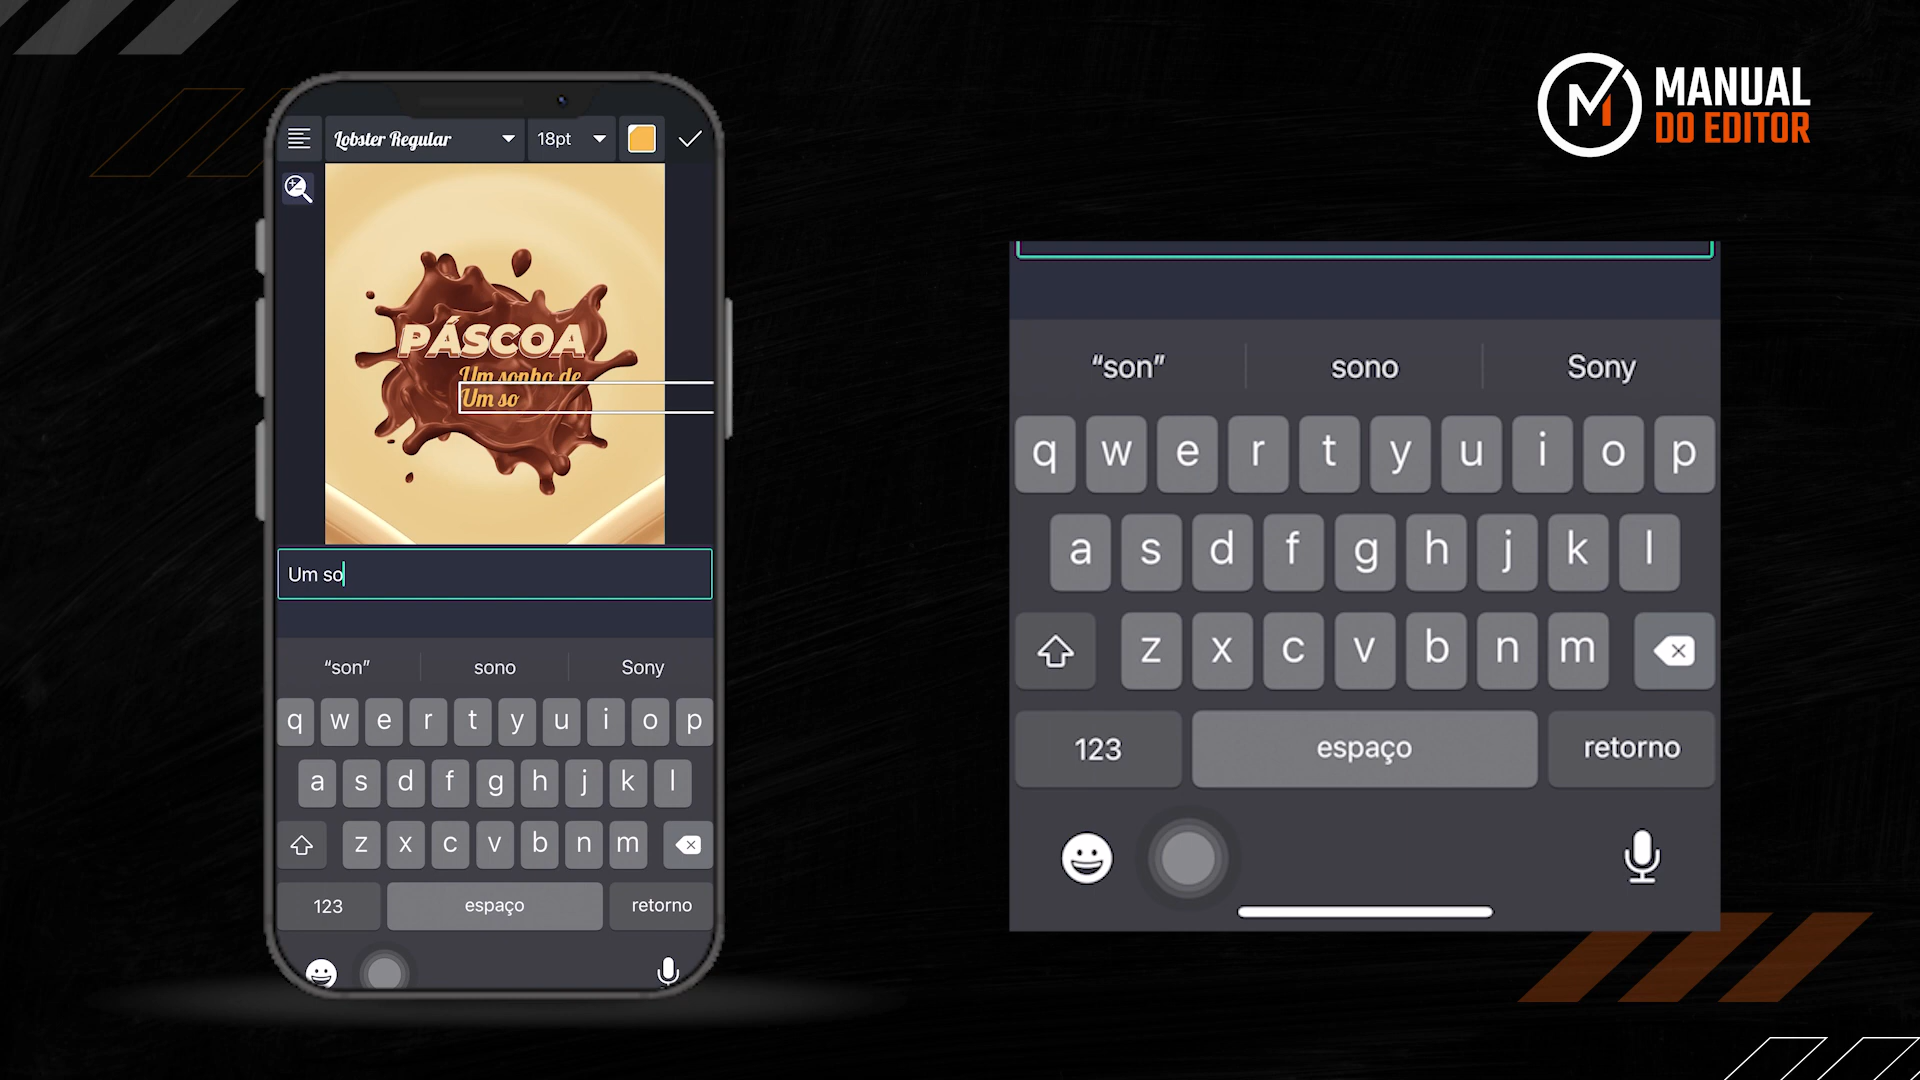 MANUAL
DO EDITOR
Lobster Regular
18pt
PÁSCOA
Um sonho de
Um so
Um so
“son” sono Sony
q w e r t y u i o p
a s d f g h j k l
z x c v b n m
123 espaço retorno
“son” sono Sony
q w e r t y u i o p
a s d f g h j k l
z x c v b n m
123 espaço retorno